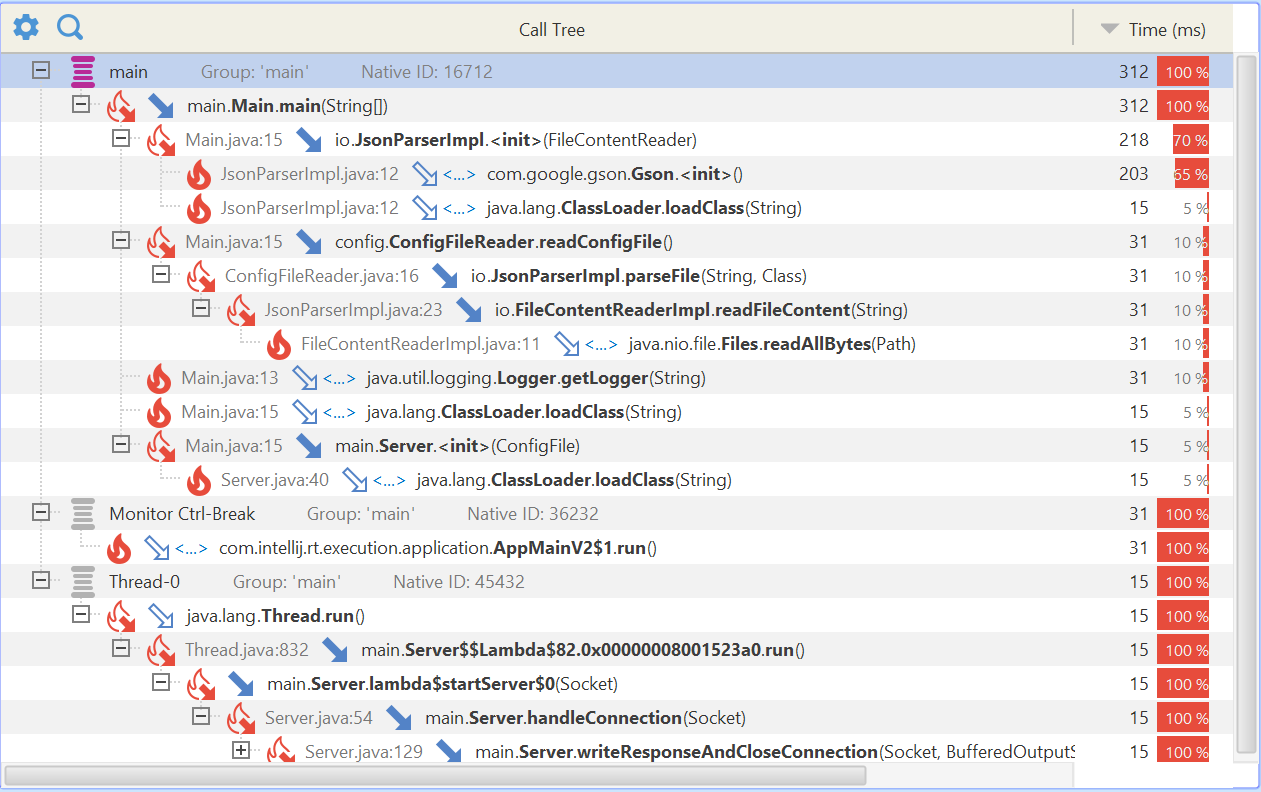 Call Tree Time (ms)
main Group: 'main' Native ID: 16712 312 100 %
main.Main.main(String[]) 312 100 %
Main.java:15 io.JsonParserImpl.<init>(FileContentReader) 218 70 %
JsonParserImpl.java:12 <...> com.google.gson.Gson.<init>() 203 65 %
JsonParserImpl.java:12 <...> java.lang.ClassLoader.loadClass(String) 15 5 %
Main.java:15 config.ConfigFileReader.readConfigFile() 31 10 %
ConfigFileReader.java:16 io.JsonParserImpl.parseFile(String, Class) 31 10 %
JsonParserImpl.java:23 io.FileContentReaderImpl.readFileContent(String) 31 10 %
FileContentReaderImpl.java:11 <...> java.nio.file.Files.readAllBytes(Path) 31 10 %
Main.java:13 <...> java.util.logging.Logger.getLogger(String) 31 10 %
Main.java:15 <...> java.lang.ClassLoader.loadClass(String) 15 5 %
Main.java:15 main.Server.<init>(ConfigFile) 15 5 %
Server.java:40 <...> java.lang.ClassLoader.loadClass(String) 15 5 %
Monitor Ctrl-Break Group: 'main' Native ID: 36232 31 100 %
<...> com.intellij.rt.execution.application.AppMainV2$1.run() 31 100 %
Thread-0 Group: 'main' Native ID: 45432 15 100 %
java.lang.Thread.run() 15 100 %
Thread.java:832 main.Server$$Lambda$82.0x00000008001523a0.run() 15 100 %
main.Server.lambda$startServer$0(Socket) 15 100 %
Server.java:54 main.Server.handleConnection(Socket) 15 100 %
Server.java:129 main.Server.writeResponseAndCloseConnection(Socket, BufferedOutputS 15 100 %